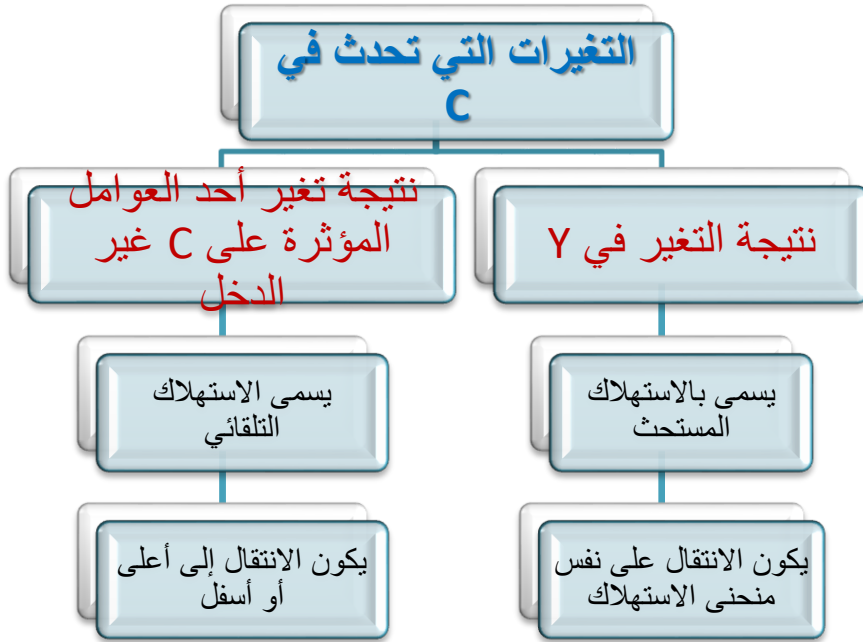 التغيرات التي تحدث في
C
نتيجة التغير في Y
نتيجة تغير أحد العوامل
المؤثرة على C غير
الدخل
يسمى بالاستهلاك
المستحث
يسمى الاستهلاك
التلقائي
يكون الانتقال على نفس
منحنى الاستهلاك
يكون الانتقال إلى أعلى
أو أسفل